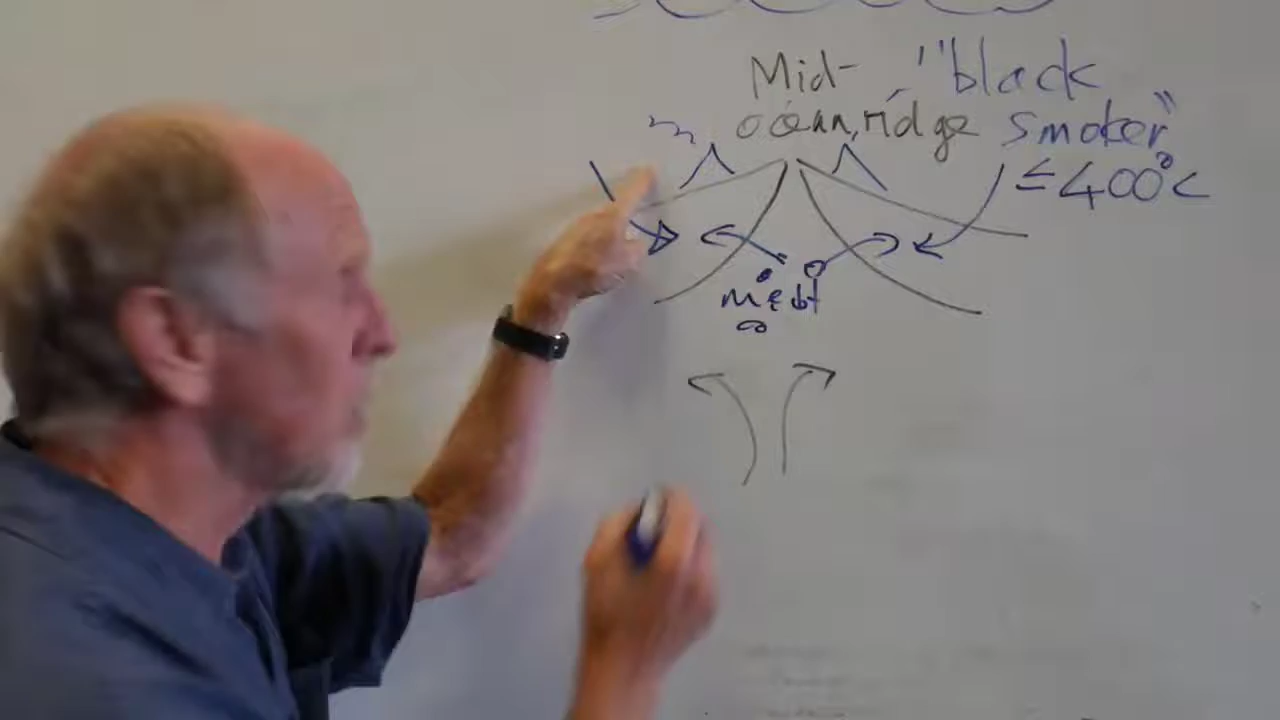 Mid- "black
ocean ridge smoker"
≤400°C
melt